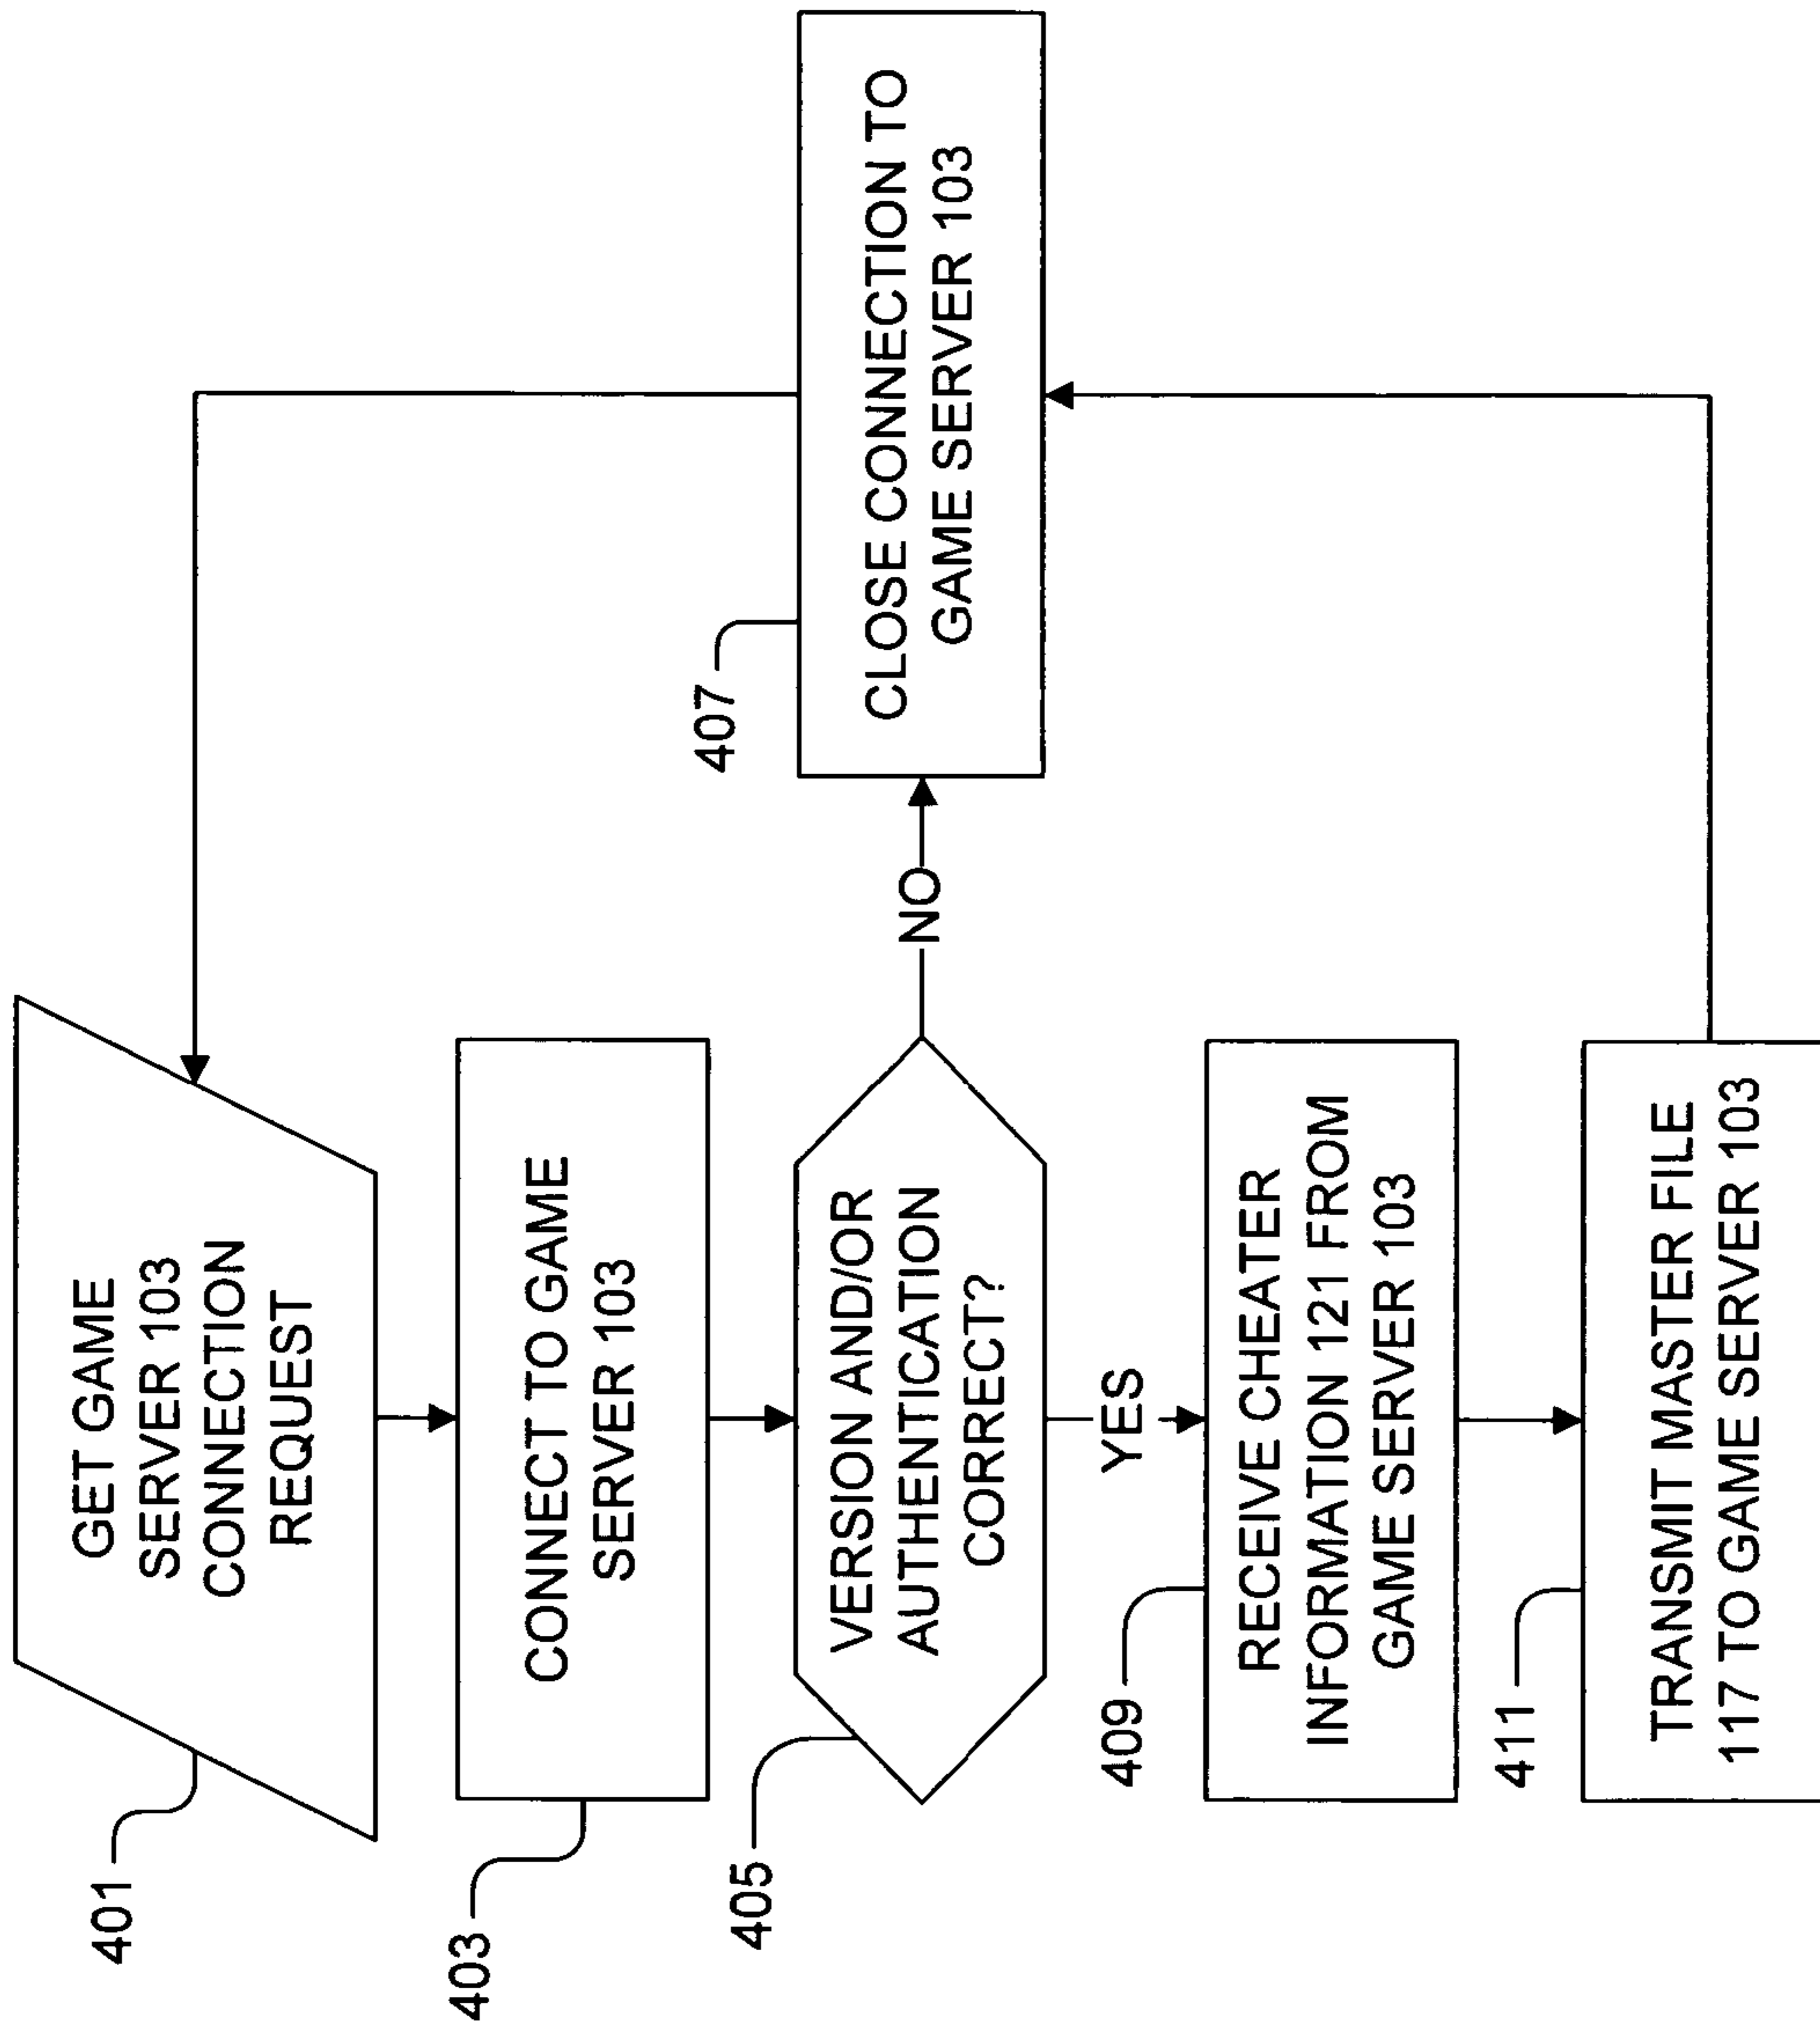 401
GET GAME
SERVER 103
CONNECTION
REQUEST
403
CONNECT TO GAME
SERVER 103
405
VERSION AND/OR
AUTHENTICATION
CORRECT?
NO
407
CLOSE CONNECTION TO
GAME SERVER 103
YES
409
RECEIVE CHEATER
INFORMATION 121 FROM
GAME SERVER 103
411
TRANSMIT MASTER FILE
117 TO GAME SERVER 103